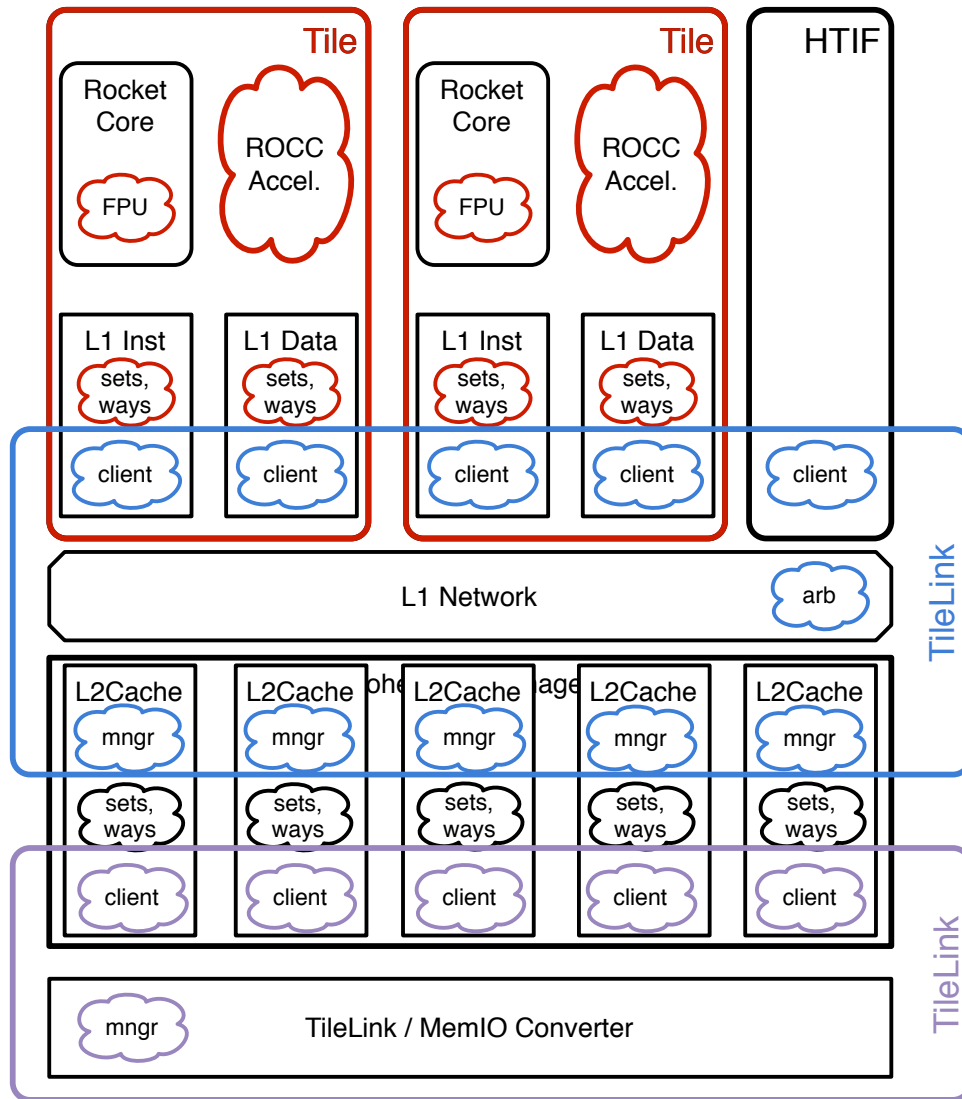 Tile
Tile
HTIF
Rocket
Core
ROCC
Accel.
FPU
Rocket
Core
ROCC
Accel.
FPU
L1 Inst
sets,
ways
client
L1 Data
sets,
ways
client
L1 Inst
sets,
ways
client
L1 Data
sets,
ways
client
client
TileLink
L1 Network
arb
L2Cache
mngr
sets,
ways
client
L2Cache
mngr
sets,
ways
client
L2Cache
mngr
sets,
ways
client
L2Cache
mngr
sets,
ways
client
L2Cache
mngr
sets,
ways
client
TileLink
mngr
TileLink / MemIO Converter